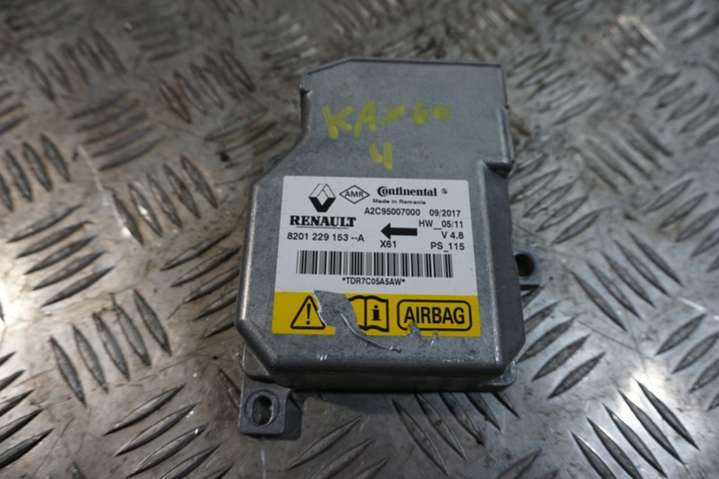 KAngo
4
AMR Continental
Made in Romania
RENAULT
A2C95007000 09/2017
HW__05/11
8201 229 153 --A
X61
V 4.8
PS_115
*TDR7C05A5AW*
AIRBAG